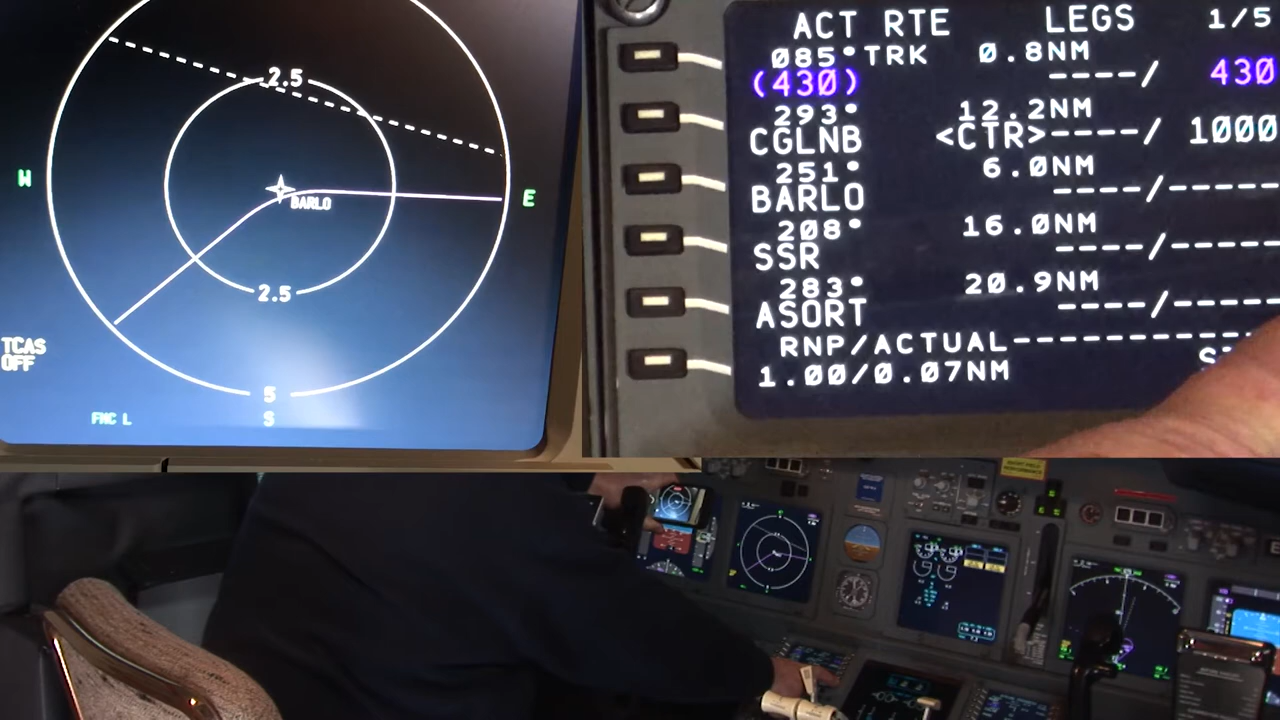 2.5
W
E
BARLO
2.5
TCAS
OFF
5
FMC L
S
ACT RTE LEGS 1/5
085°TRK 0.8NM
(430) ----/ 430
293° 12.2NM
CGLNB <CTR>----/ 1000
251° 6.0NM
BARLO ----/-----
208° 16.0NM
SSR ----/-----
283° 20.9NM
ASORT ----/-----
RNP/ACTUAL----------------
1.00/0.07NM